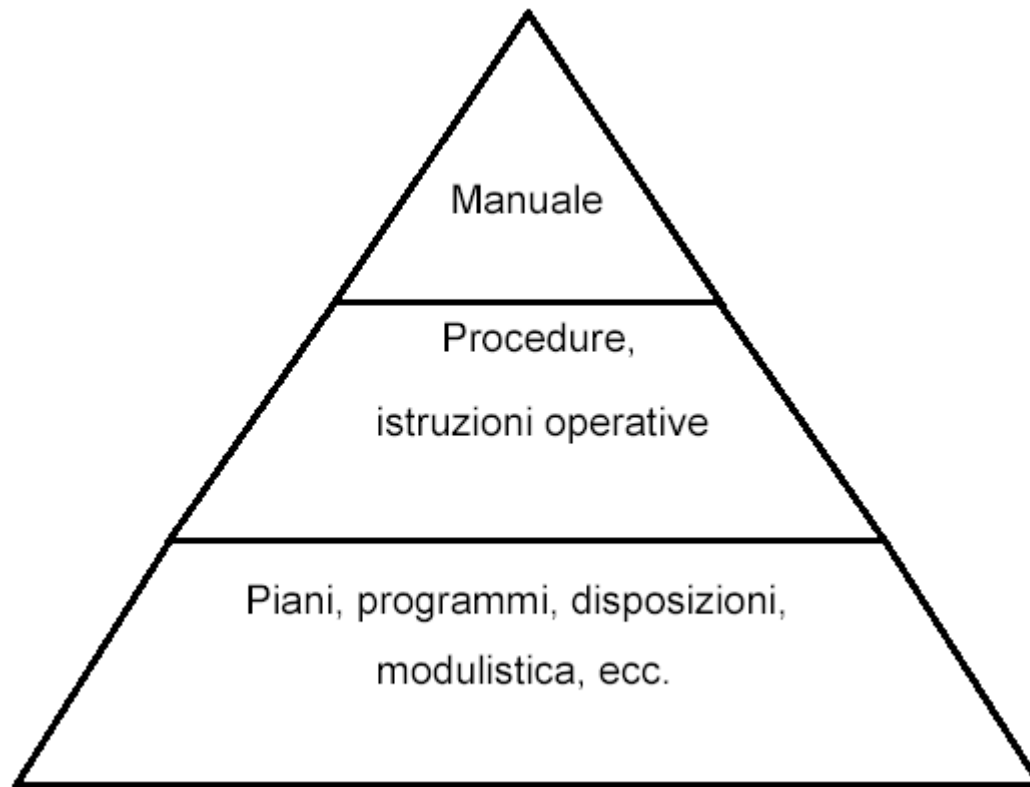 Manuale
Procedure,
istruzioni operative
Piani, programmi, disposizioni,
modulistica, ecc.